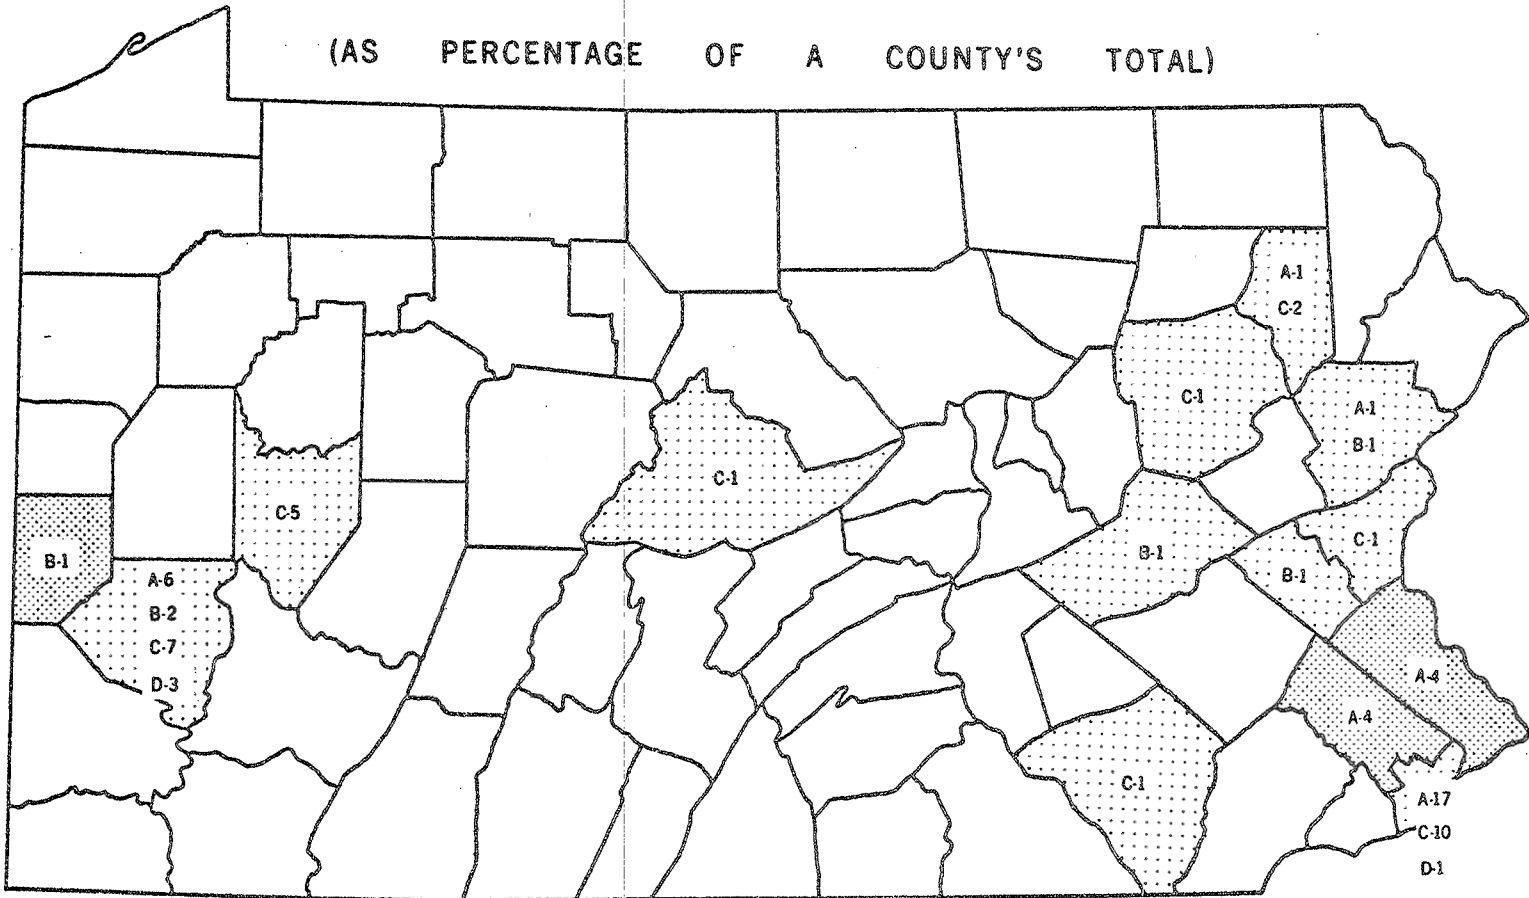 (AS PERCENTAGE OF A COUNTY'S TOTAL)
A-1
C-2
C-1
A-1
B-1
C-1
C-5
B-1
C-1
B-1
B-1
A-6
B-2
C-7
D-3
A-4
A-4
C-1
A-17
C-10
D-1